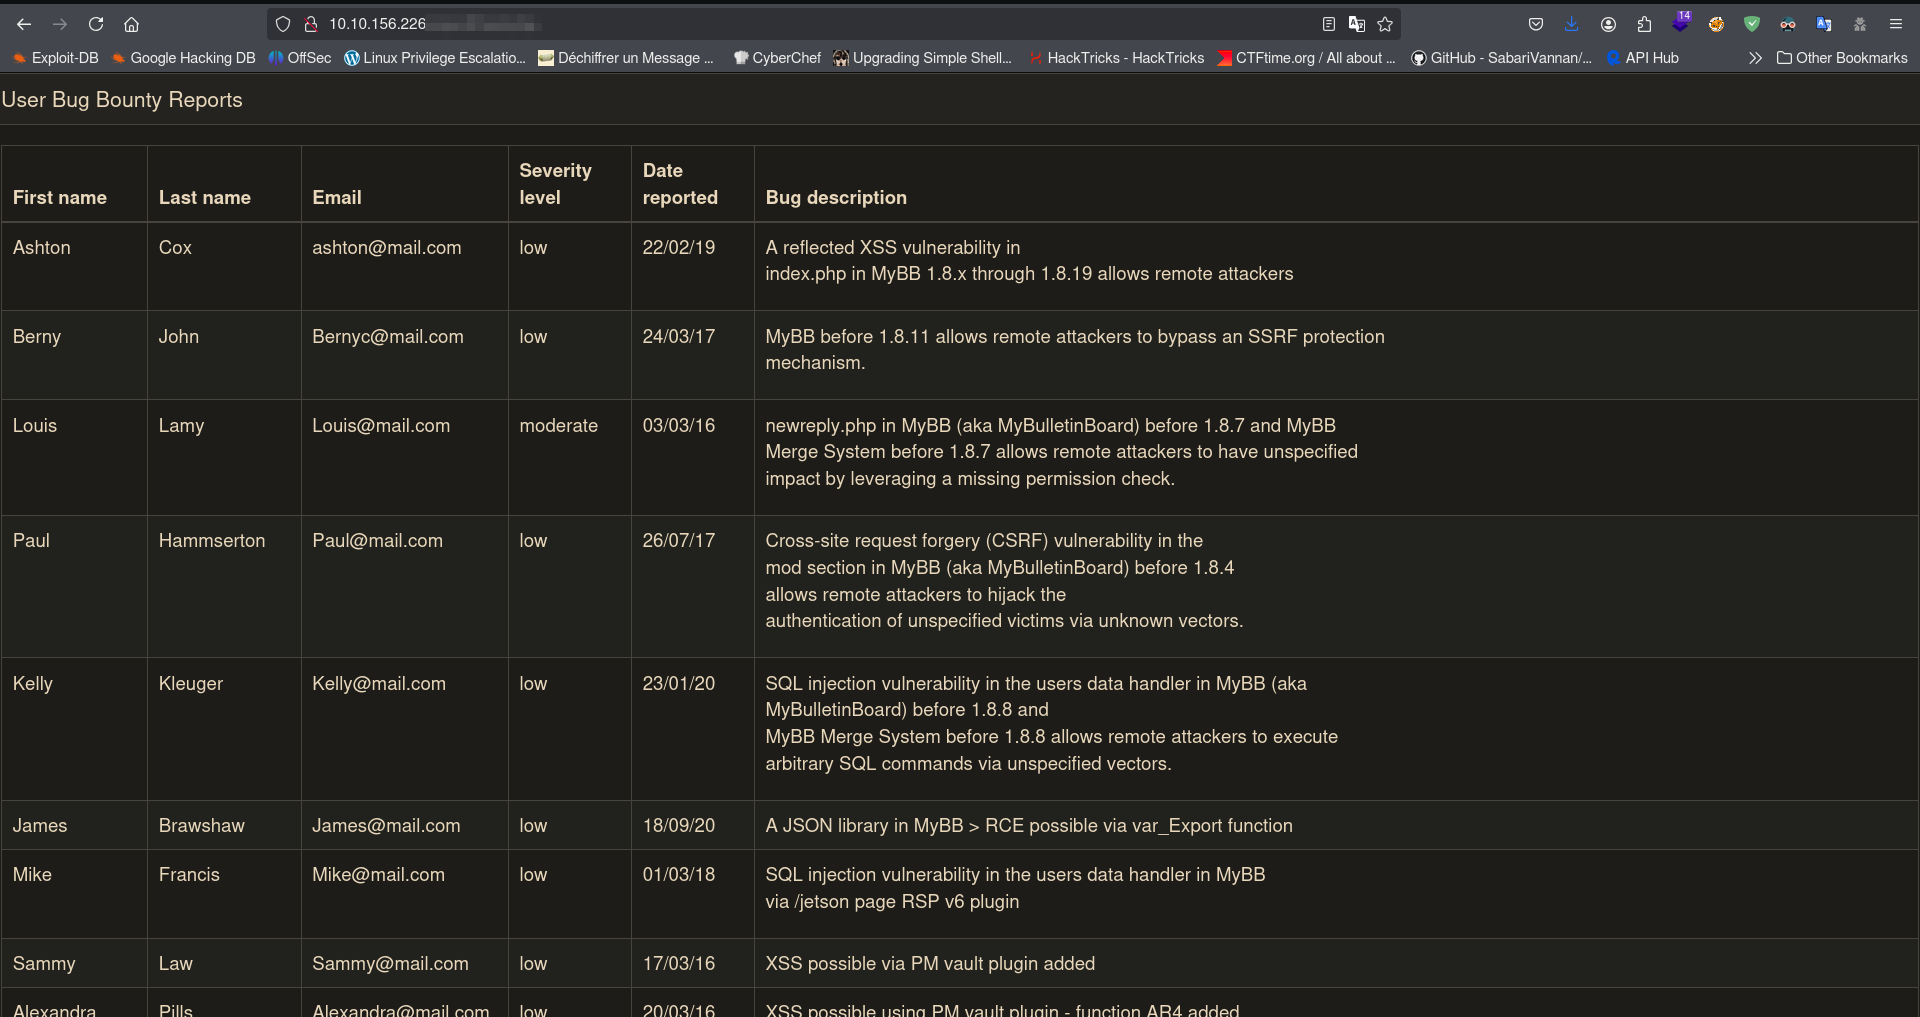 10.10.156.226
14
Exploit-DB
Google Hacking DB
OffSec
Linux Privilege Escalatio...
Déchiffrer un Message ...
CyberChef
Upgrading Simple Shell...
HackTricks - HackTricks
CTFtime.org / All about ...
GitHub - SabariVannan/...
API Hub
Other Bookmarks
User Bug Bounty Reports
First name Last name Email Severity level Date reported Bug description
Ashton Cox ashton@mail.com low 22/02/19 A reflected XSS vulnerability in
index.php in MyBB 1.8.x through 1.8.19 allows remote attackers
Berny John Bernyc@mail.com low 24/03/17 MyBB before 1.8.11 allows remote attackers to bypass an SSRF protection
mechanism.
Louis Lamy Louis@mail.com moderate 03/03/16 newreply.php in MyBB (aka MyBulletinBoard) before 1.8.7 and MyBB
Merge System before 1.8.7 allows remote attackers to have unspecified
impact by leveraging a missing permission check.
Paul Hammserton Paul@mail.com low 26/07/17 Cross-site request forgery (CSRF) vulnerability in the
mod section in MyBB (aka MyBulletinBoard) before 1.8.4
allows remote attackers to hijack the
authentication of unspecified victims via unknown vectors.
Kelly Kleuger Kelly@mail.com low 23/01/20 SQL injection vulnerability in the users data handler in MyBB (aka
MyBulletinBoard) before 1.8.8 and
MyBB Merge System before 1.8.8 allows remote attackers to execute
arbitrary SQL commands via unspecified vectors.
James Brawshaw James@mail.com low 18/09/20 A JSON library in MyBB > RCE possible via var_Export function
Mike Francis Mike@mail.com low 01/03/18 SQL injection vulnerability in the users data handler in MyBB
via /jetson page RSP v6 plugin
Sammy Law Sammy@mail.com low 17/03/16 XSS possible via PM vault plugin added
Alexandra Pills Alexandra@mail.com low 20/03/16 XSS possible using PM vault plugin - function AR4 added